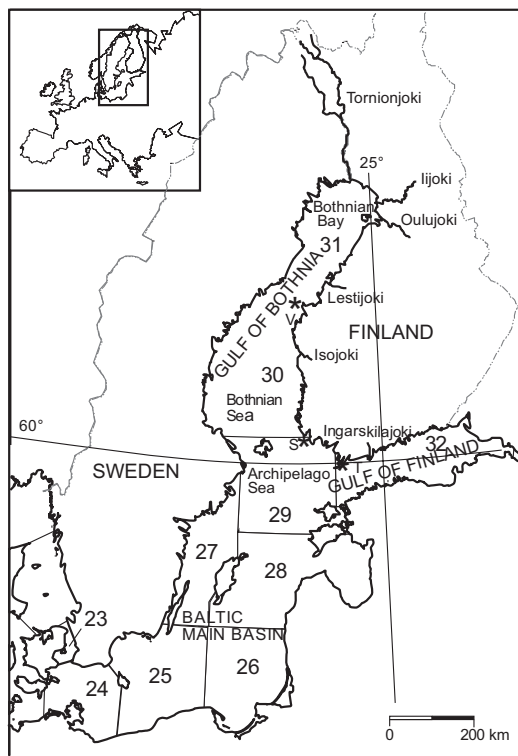 Tornionjoki
25°
Iijoki
Bothnian
Bay
Oulujoki
31
GULF OF BOTHNIA
Lestijoki
V
FINLAND
Isojoki
30
Bothnian
Sea
60°
Ingarskilajoki
S
32
SWEDEN
Archipelago
Sea
T
GULF OF FINLAND
29
27
28
23
BALTIC
MAIN BASIN
24
25
26
0
200 km